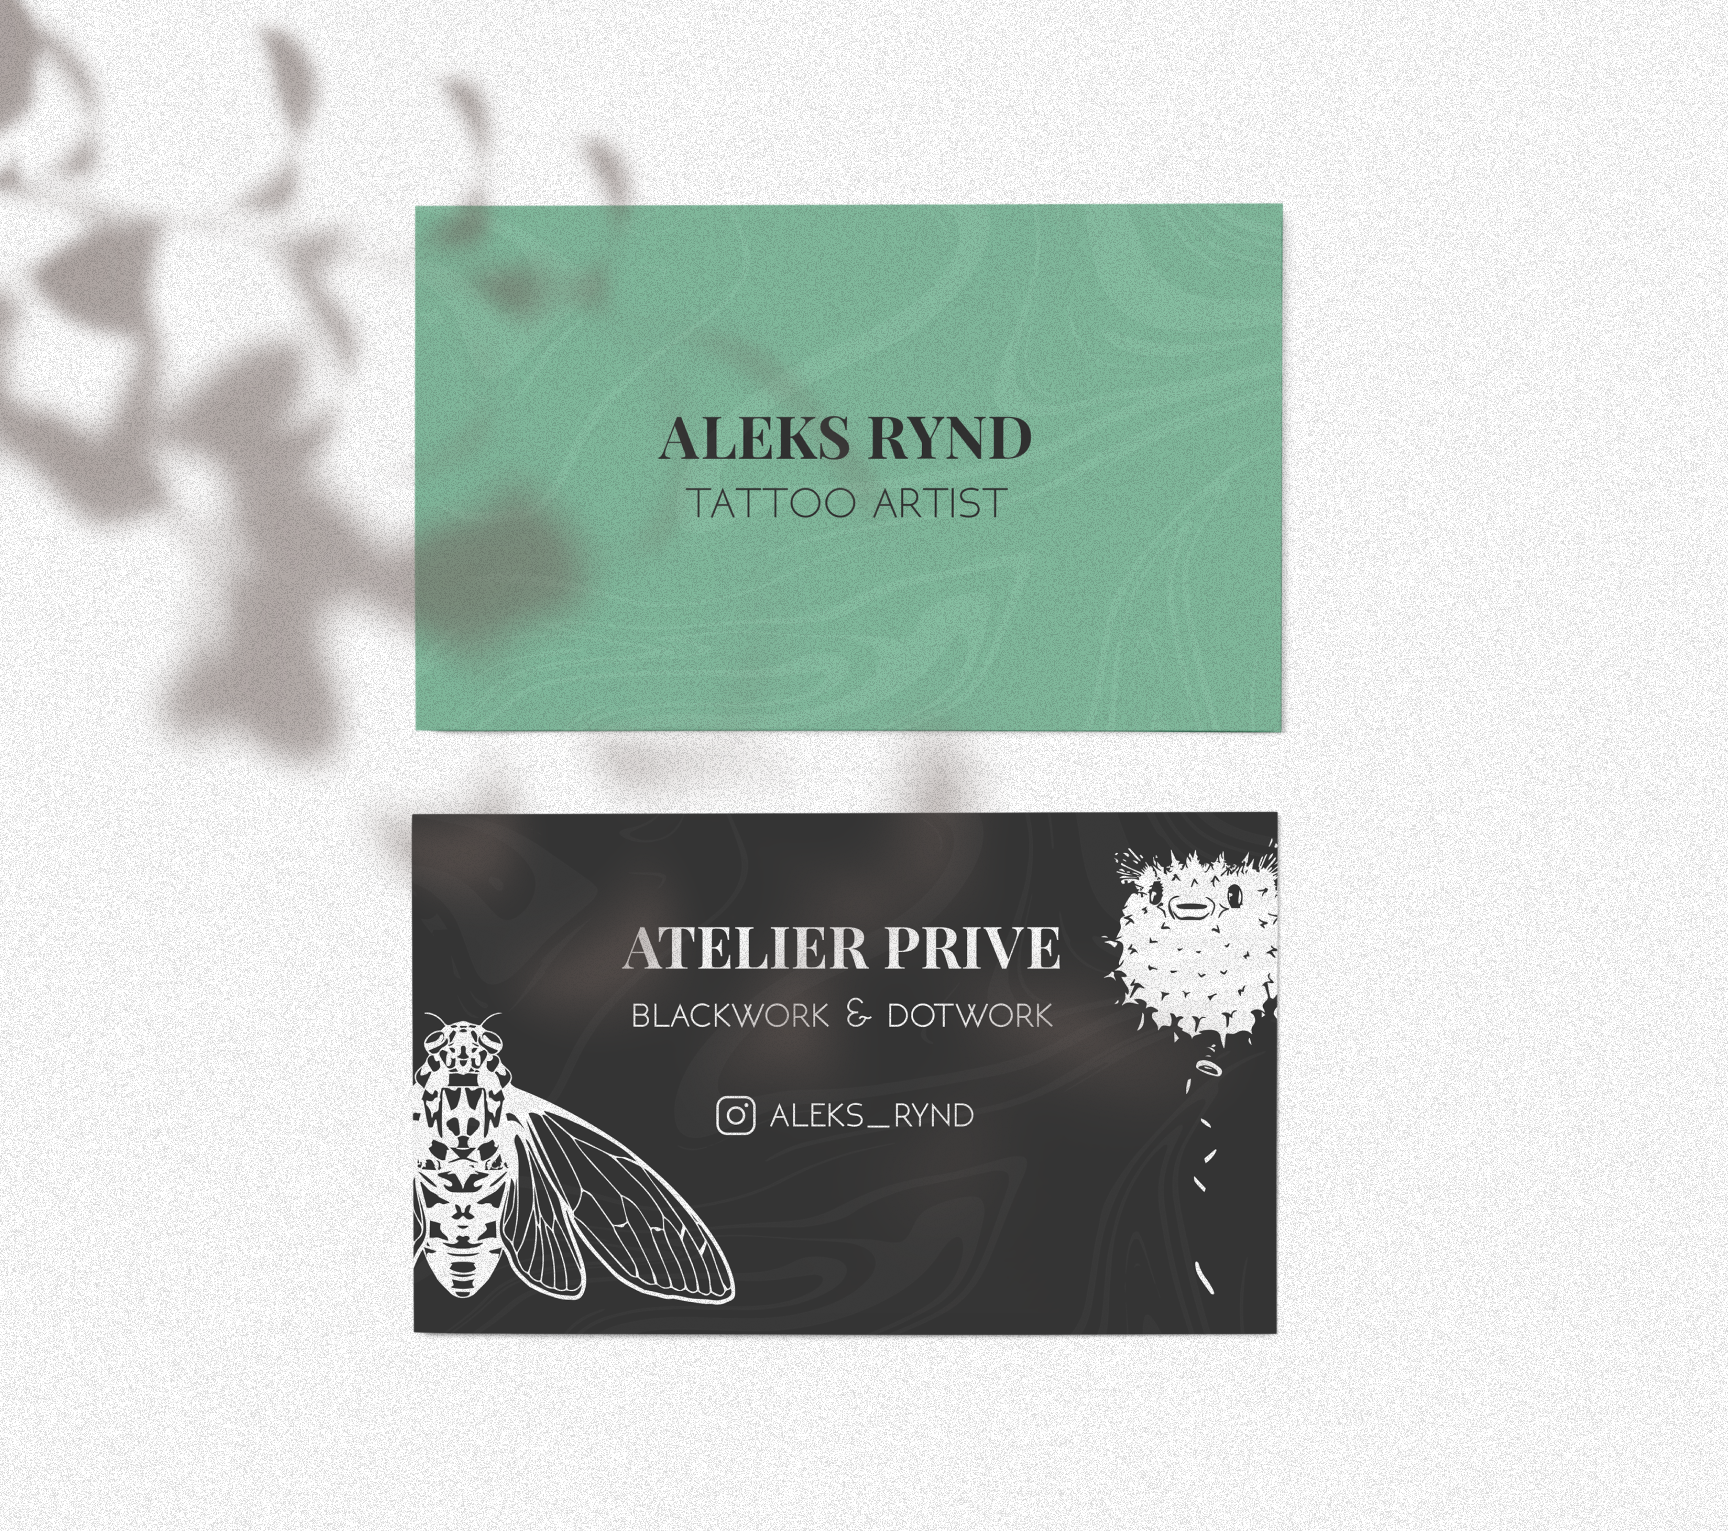 ALEKS RYND
TATTOO ARTIST
ATELIER PRIVE
BLACKWORK & DOTWORK
ALEKS_RYND